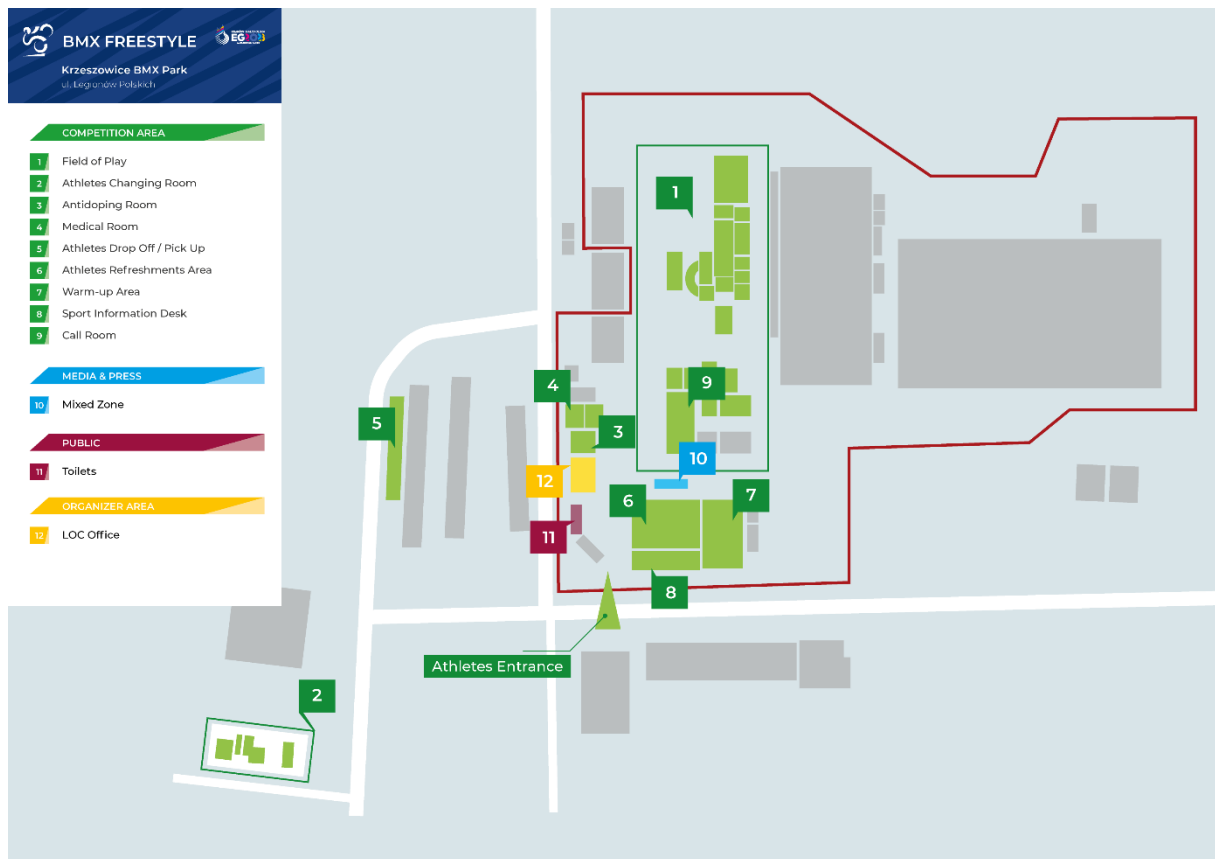 BMX FREESTYLE
EG2023
Krzeszowice BMX Park
ul. Legionów Polskich
COMPETITION AREA
1 Field of Play
2 Athletes Changing Room
3 Antidoping Room
4 Medical Room
5 Athletes Drop Off / Pick Up
6 Athletes Refreshments Area
7 Warm-up Area
8 Sport Information Desk
9 Call Room
MEDIA & PRESS
10 Mixed Zone
PUBLIC
11 Toilets
ORGANIZER AREA
12 LOC Office
1
4
9
5
3
10
12
6
7
11
8
Athletes Entrance
2